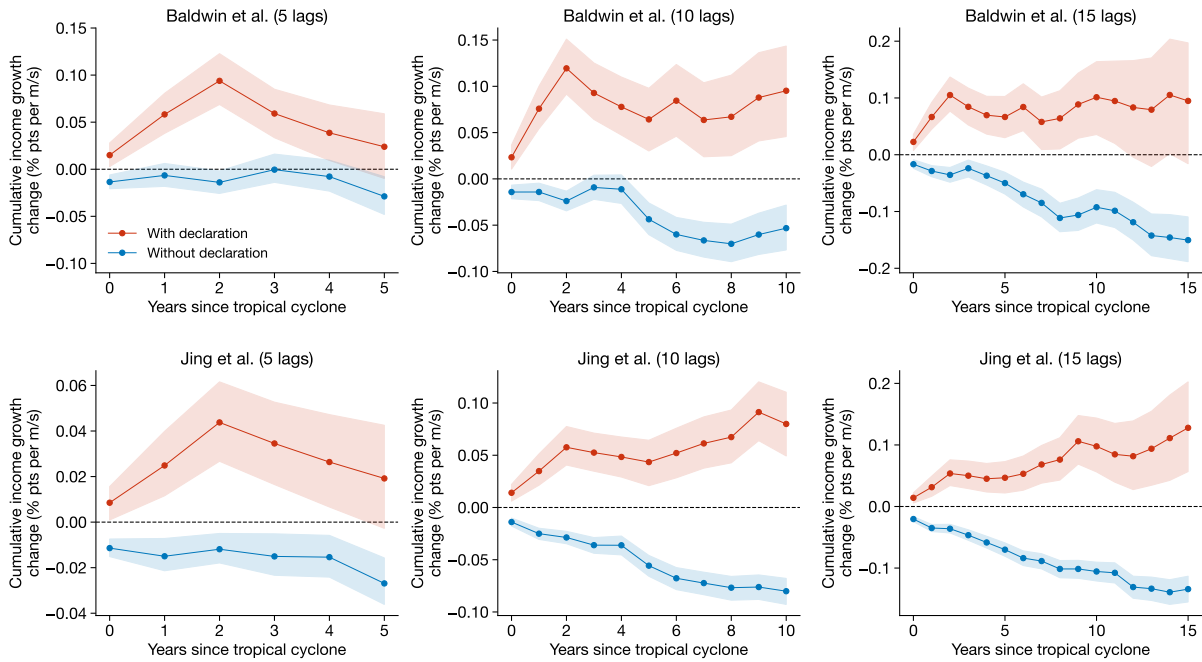 Baldwin et al. (5 lags)
Cumulative income growth
change (% pts per m/s)
0.15
0.10
0.05
0.00
−0.05
−0.10
With declaration
Without declaration
0 1 2 3 4 5
Years since tropical cyclone
Baldwin et al. (10 lags)
Cumulative income growth
change (% pts per m/s)
0.15
0.10
0.05
0.00
−0.05
−0.10
0 2 4 6 8 10
Years since tropical cyclone
Baldwin et al. (15 lags)
Cumulative income growth
change (% pts per m/s)
0.2
0.1
0.0
−0.1
−0.2
0 5 10 15
Years since tropical cyclone
Jing et al. (5 lags)
Cumulative income growth
change (% pts per m/s)
0.06
0.04
0.02
0.00
−0.02
−0.04
0 1 2 3 4 5
Years since tropical cyclone
Jing et al. (10 lags)
Cumulative income growth
change (% pts per m/s)
0.10
0.05
0.00
−0.05
−0.10
0 2 4 6 8 10
Years since tropical cyclone
Jing et al. (15 lags)
Cumulative income growth
change (% pts per m/s)
0.2
0.1
0.0
−0.1
0 5 10 15
Years since tropical cyclone